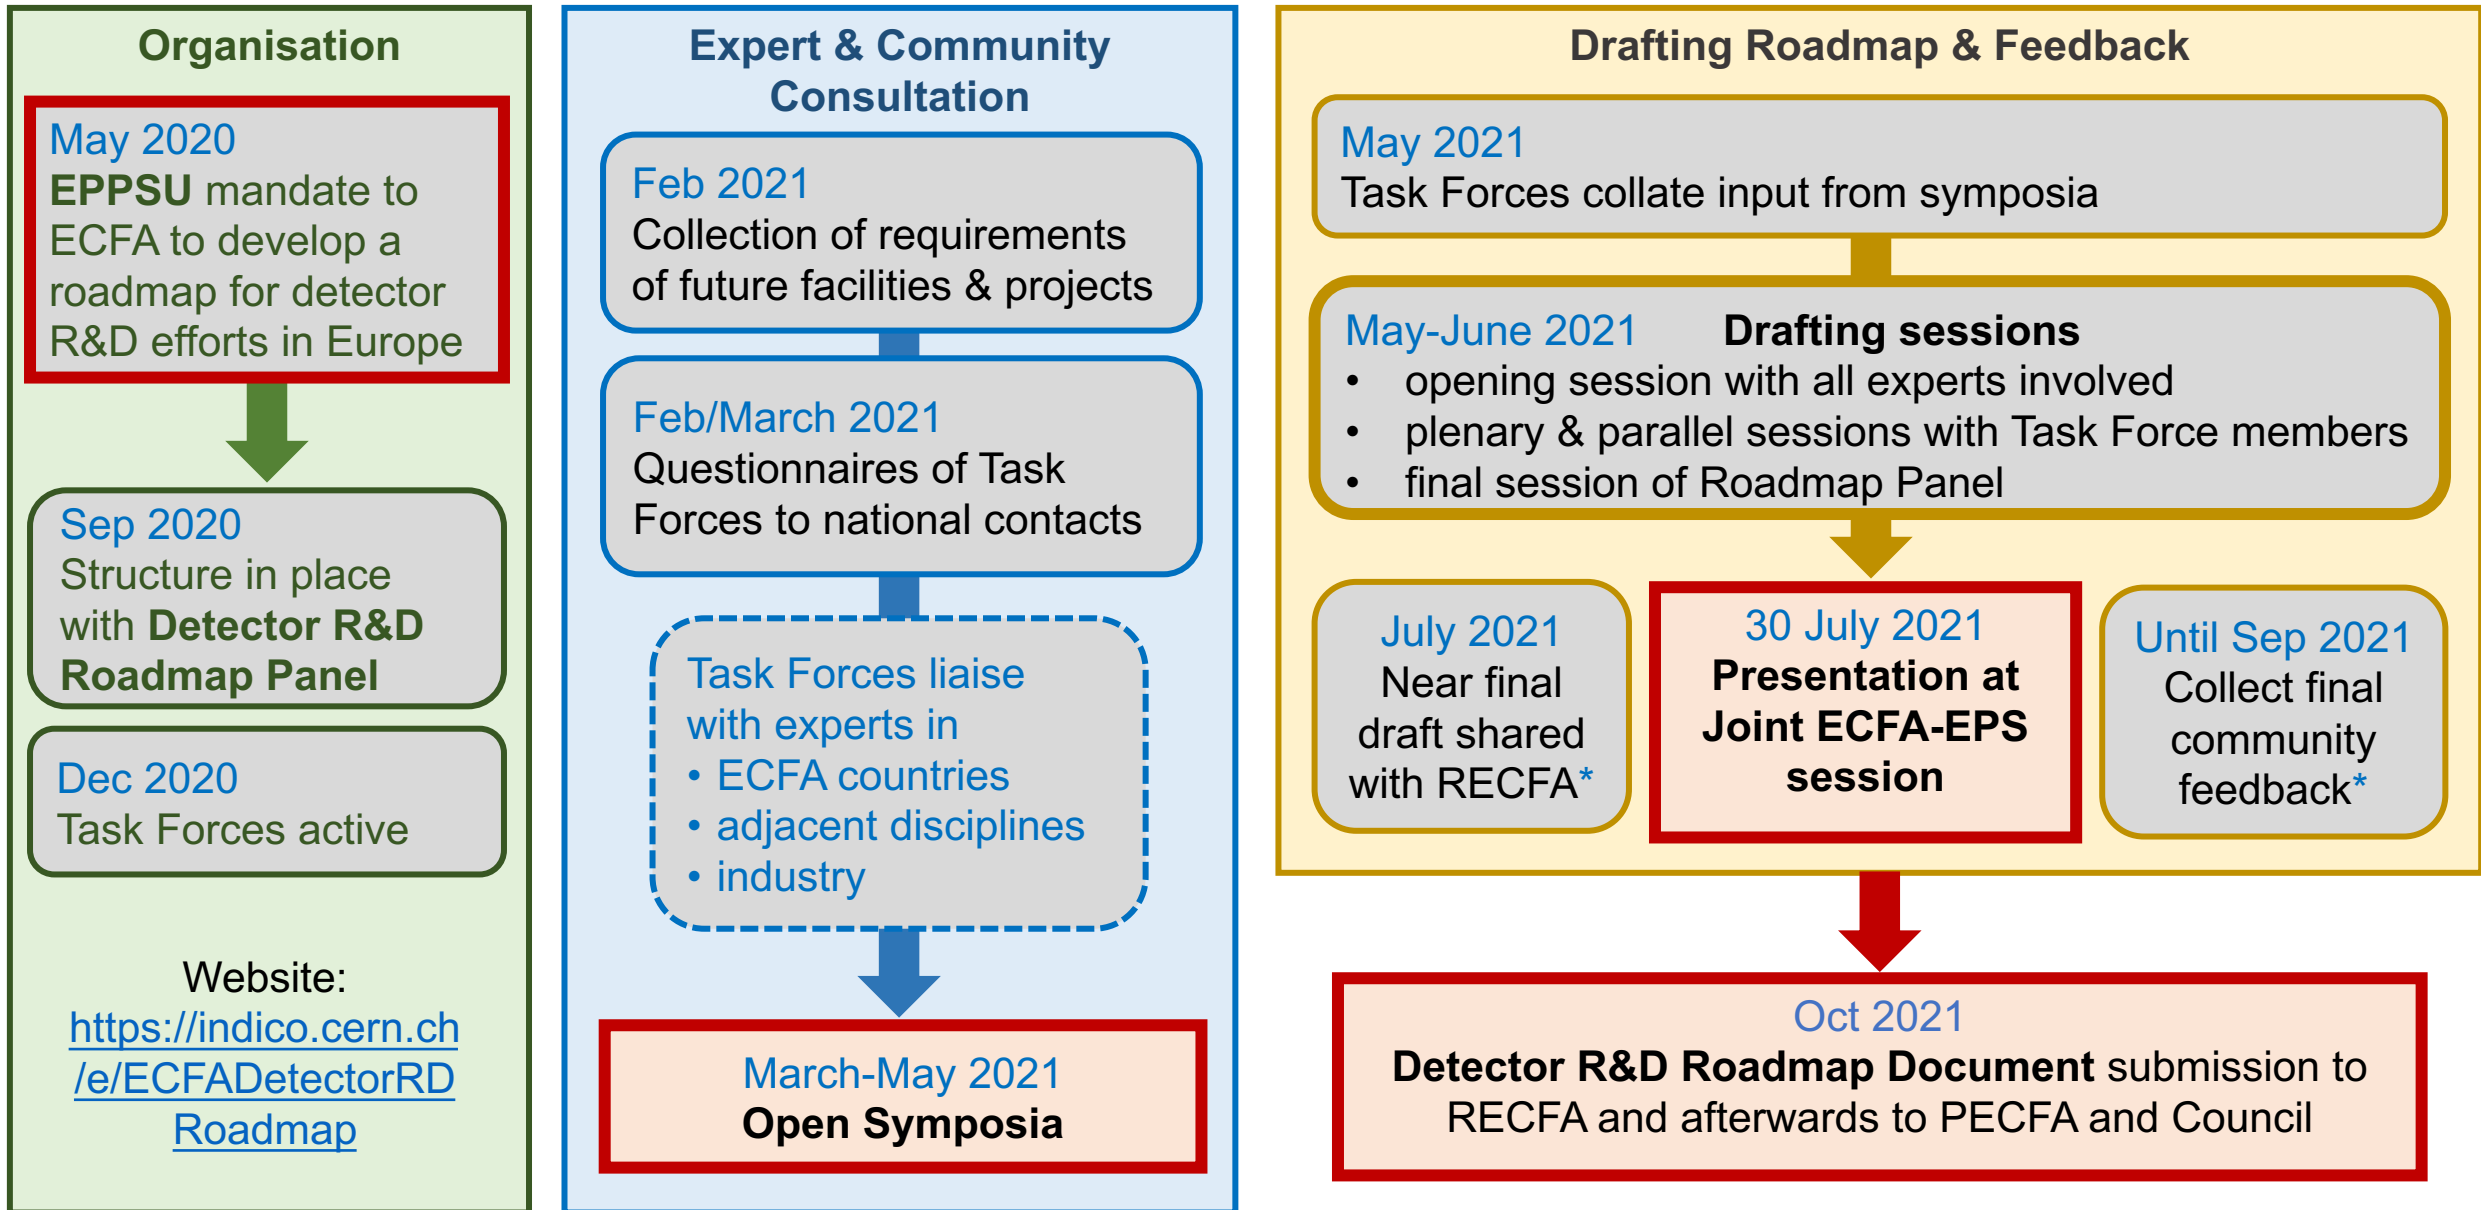 Organisation
May 2020
EPPSU mandate to
ECFA to develop a
roadmap for detector
R&D efforts in Europe
Sep 2020
Structure in place
with Detector R&D
Roadmap Panel
Dec 2020
Task Forces active
Website:
https://indico.cern.ch
/e/ECFADetectorRD
Roadmap
Expert & Community
Consultation
Feb 2021
Collection of requirements
of future facilities & projects
Feb/March 2021
Questionnaires of Task
Forces to national contacts
Task Forces liaise
with experts in
• ECFA countries
• adjacent disciplines
• industry
March-May 2021
Open Symposia
Drafting Roadmap & Feedback
May 2021
Task Forces collate input from symposia
May-June 2021 Drafting sessions
• opening session with all experts involved
• plenary & parallel sessions with Task Force members
• final session of Roadmap Panel
July 2021
Near final
draft shared
with RECFA*
30 July 2021
Presentation at
Joint ECFA-EPS
session
Until Sep 2021
Collect final
community
feedback*
Oct 2021
Detector R&D Roadmap Document submission to
RECFA and afterwards to PECFA and Council